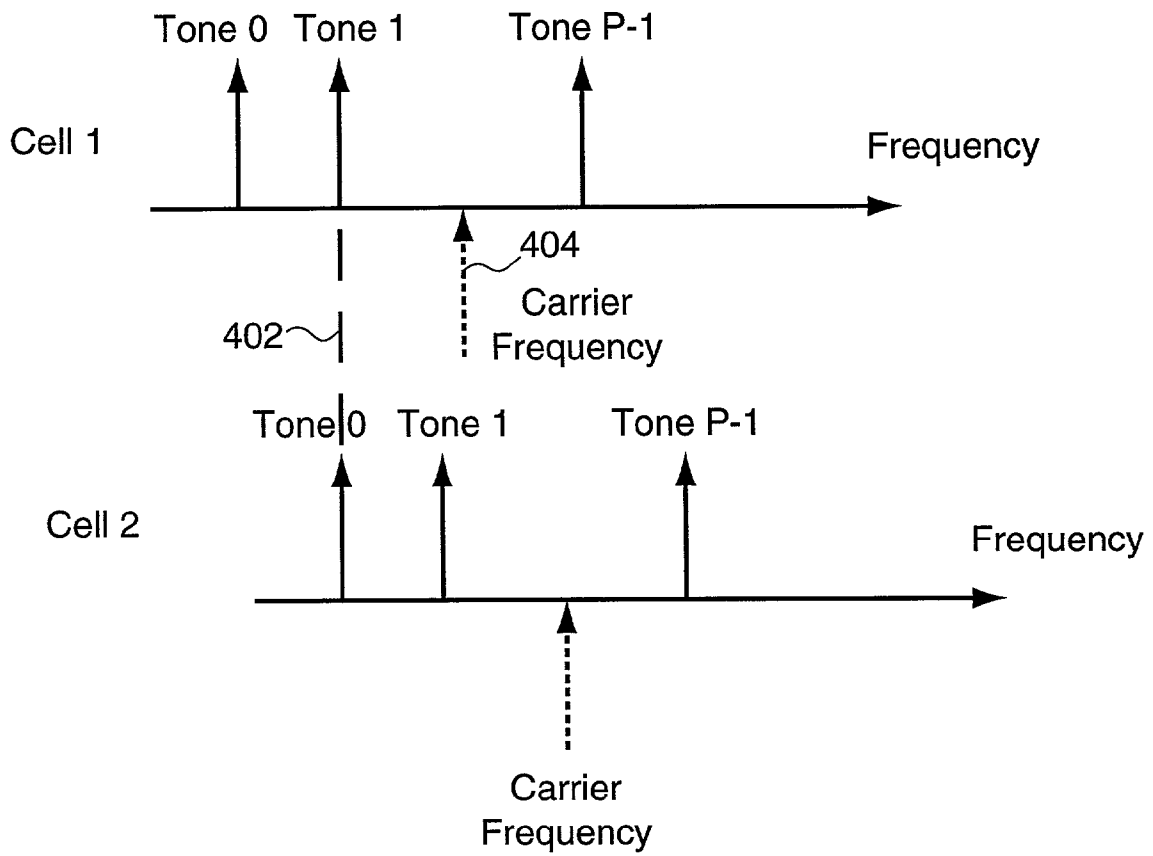 Tone 0 Tone 1 Tone P-1
Cell 1
Frequency
404
Carrier
Frequency
402
Tone 0 Tone 1 Tone P-1
Cell 2
Frequency
Carrier
Frequency